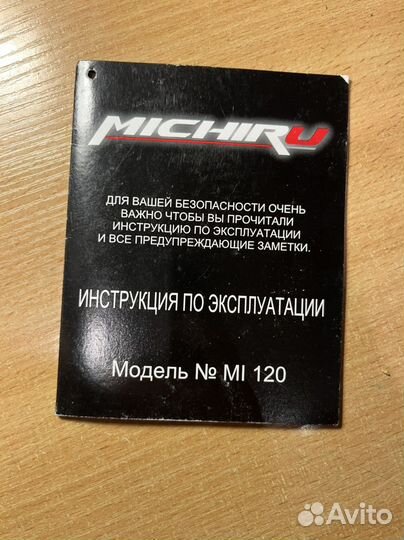 MICHIRU
ДЛЯ ВАШЕЙ БЕЗОПАСНОСТИ ОЧЕНЬ
ВАЖНО ЧТОБЫ ВЫ ПРОЧИТАЛИ
ИНСТРУКЦИЮ ПО ЭКСПЛУАТАЦИИ
И ВСЕ ПРЕДУПРЕЖДАЮЩИЕ ЗАМЕТКИ.
ИНСТРУКЦИЯ ПО ЭКСПЛУАТАЦИИ
Модель № MI 120
Avito